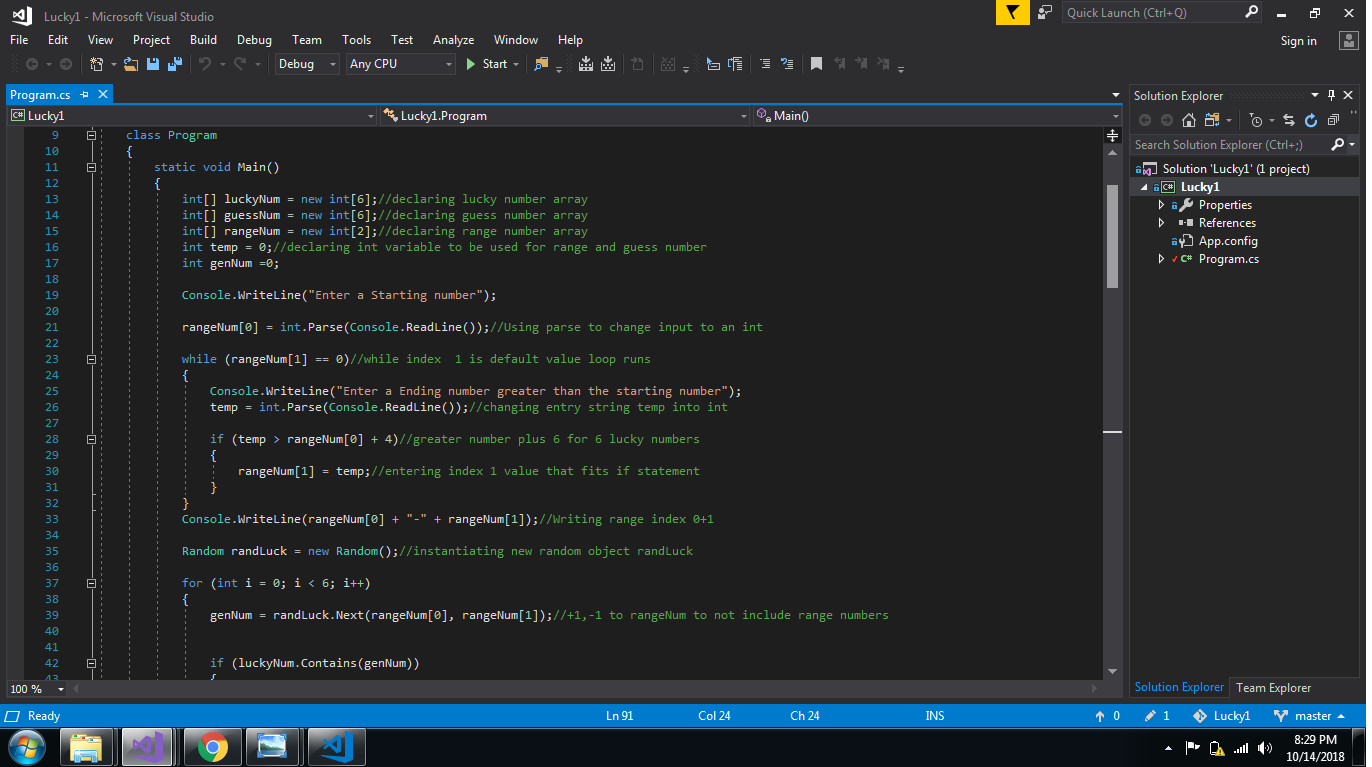 Lucky1 - Microsoft Visual Studio
Quick Launch (Ctrl+Q)
File Edit View Project Build Debug Team Tools Test Analyze Window Help
Sign in
Debug Any CPU Start
Program.cs
Lucky1 Lucky1.Program Main()
9 class Program
10 {
11 static void Main()
12 {
13 int[] luckyNum = new int[6];//declaring lucky number array
14 int[] guessNum = new int[6];//declaring guess number array
15 int[] rangeNum = new int[2];//declaring range number array
16 int temp = 0;//declaring int variable to be used for range and guess number
17 int genNum =0;
18
19 Console.WriteLine("Enter a Starting number");
20
21 rangeNum[0] = int.Parse(Console.ReadLine());//Using parse to change input to an int
22
23 while (rangeNum[1] == 0)//while index  1 is default value loop runs
24 {
25 Console.WriteLine("Enter a Ending number greater than the starting number");
26 temp = int.Parse(Console.ReadLine());//changing entry string temp into int
27
28 if (temp > rangeNum[0] + 4)//greater number plus 6 for 6 lucky numbers
29 {
30 rangeNum[1] = temp;//entering index 1 value that fits if statement
31 }
32 }
33 Console.WriteLine(rangeNum[0] + "-" + rangeNum[1]);//Writing range index 0+1
34
35 Random randLuck = new Random();//instantiating new random object randLuck
36
37 for (int i = 0; i < 6; i++)
38 {
39 genNum = randLuck.Next(rangeNum[0], rangeNum[1]);//+1,-1 to rangeNum to not include range numbers
40
41
42 if (luckyNum.Contains(genNum))
43 {
100 %
Solution Explorer
Search Solution Explorer (Ctrl+;)
Solution 'Lucky1' (1 project)
C# Lucky1
Properties
References
App.config
C# Program.cs
Solution Explorer Team Explorer
Ready Ln 91 Col 24 Ch 24 INS 0 1 Lucky1 master
8:29 PM
10/14/2018